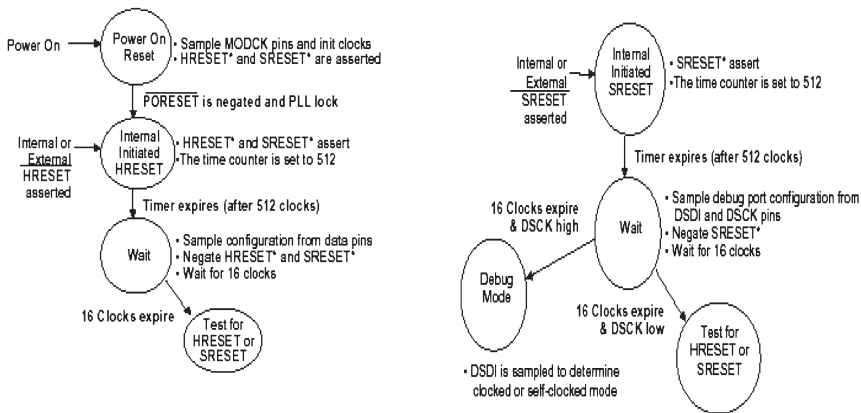 Power On
Power On
Reset
• Sample MODCK pins and init clocks
• HRESET* and SRESET* are asserted
PORESET is negated and PLL lock
Internal or
External
HRESET
asserted
Internal
Initiated
HRESET
• HRESET* and SRESET* assert
• The time counter is set to 512
Timer expires (after 512 clocks)
Wait
• Sample configuration from data pins
• Negate HRESET* and SRESET*
• Wait for 16 clocks
16 Clocks expire
Test for
HRESET or
SRESET
Internal or
External
SRESET
asserted
Internal
Initiated
SRESET
• SRESET* assert
• The time counter is set to 512
Timer expires (after 512 clocks)
Wait
• Sample debug port configuration from
DSDI and DSCK pins
• Negate SRESET*
• Wait for 16 clocks
16 Clocks expire
& DSCK high
Debug
Mode
• DSDI is sampled to determine
clocked or self-clocked mode
16 Clocks expire
& DSCK low
Test for
HRESET or
SRESET